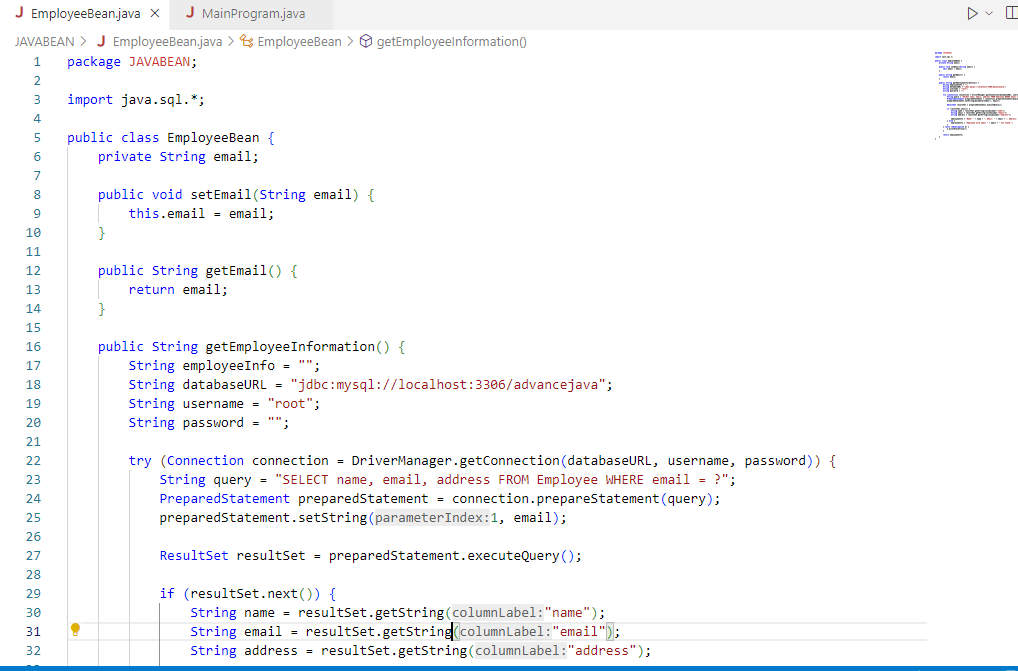 J EmployeeBean.java × J MainProgram.java
JAVABEAN > J EmployeeBean.java > EmployeeBean > getEmployeeInformation()
1 package JAVABEAN;
2
3 import java.sql.*;
4
5 public class EmployeeBean {
6 private String email;
7
8 public void setEmail(String email) {
9 this.email = email;
10 }
11
12 public String getEmail() {
13 return email;
14 }
15
16 public String getEmployeeInformation() {
17 String employeeInfo = "";
18 String databaseURL = "jdbc:mysql://localhost:3306/advancejava";
19 String username = "root";
20 String password = "";
21
22 try (Connection connection = DriverManager.getConnection(databaseURL, username, password)) {
23 String query = "SELECT name, email, address FROM Employee WHERE email = ?";
24 PreparedStatement preparedStatement = connection.prepareStatement(query);
25 preparedStatement.setString(parameterIndex:1, email);
26
27 ResultSet resultSet = preparedStatement.executeQuery();
28
29 if (resultSet.next()) {
30 String name = resultSet.getString(columnLabel:"name");
31 String email = resultSet.getString(columnLabel:"email");
32 String address = resultSet.getString(columnLabel:"address");